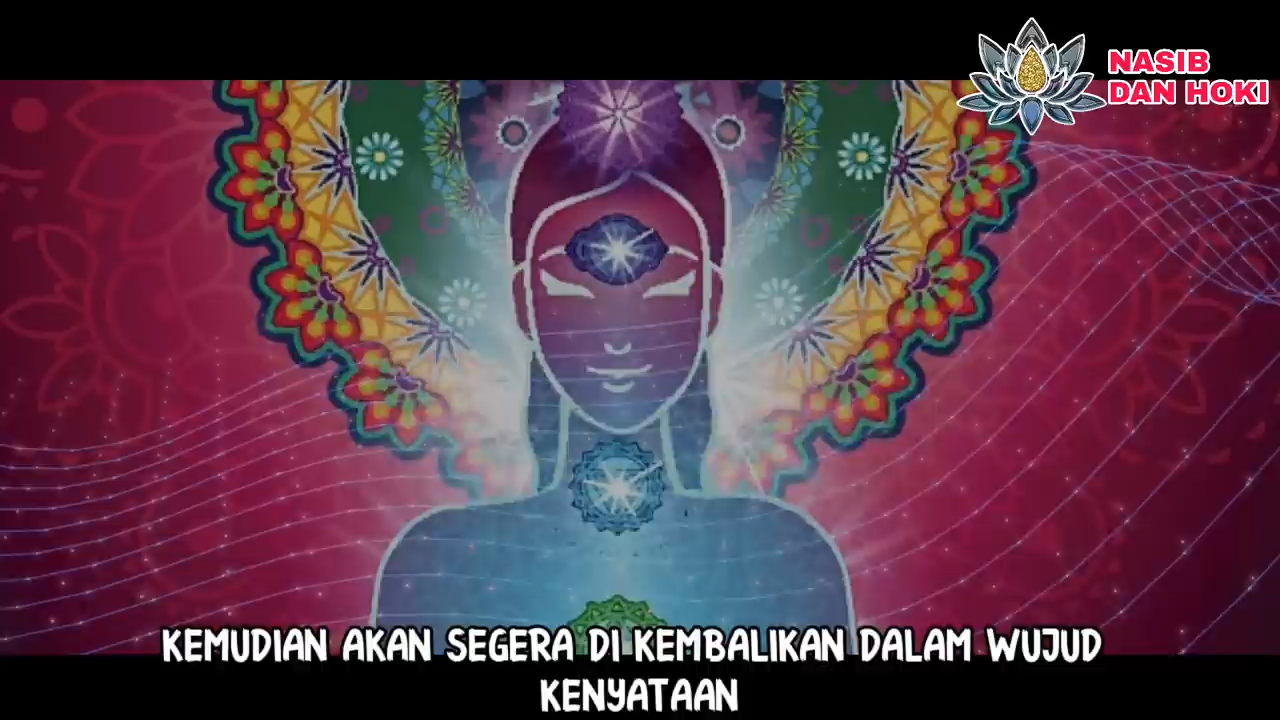 NASIB
DAN HOKI
KEMUDIAN AKAN SEGERA DI KEMBALIKAN DALAM WUJUD
KENYATAAN